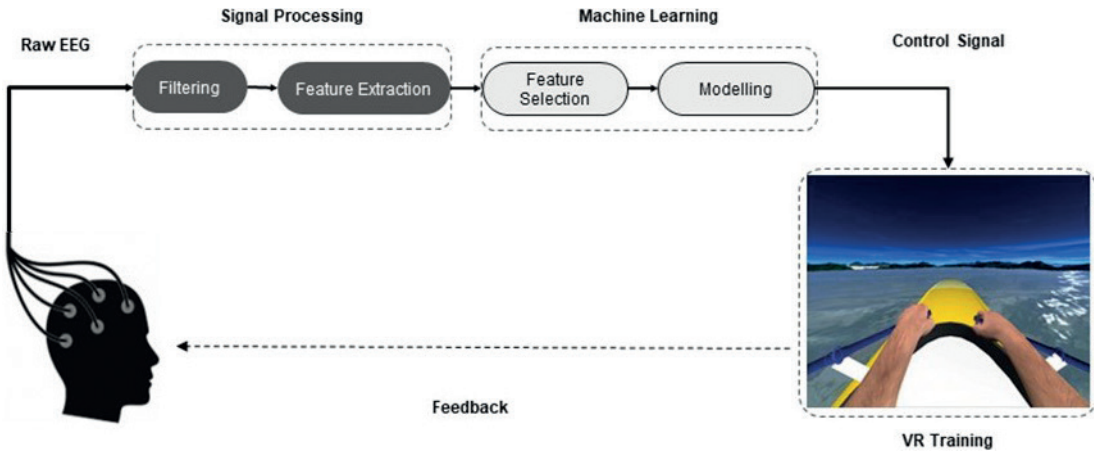 Signal Processing
Machine Learning
Raw EEG
Control Signal
Filtering
Feature Extraction
Feature
Selection
Modelling
Feedback
VR Training